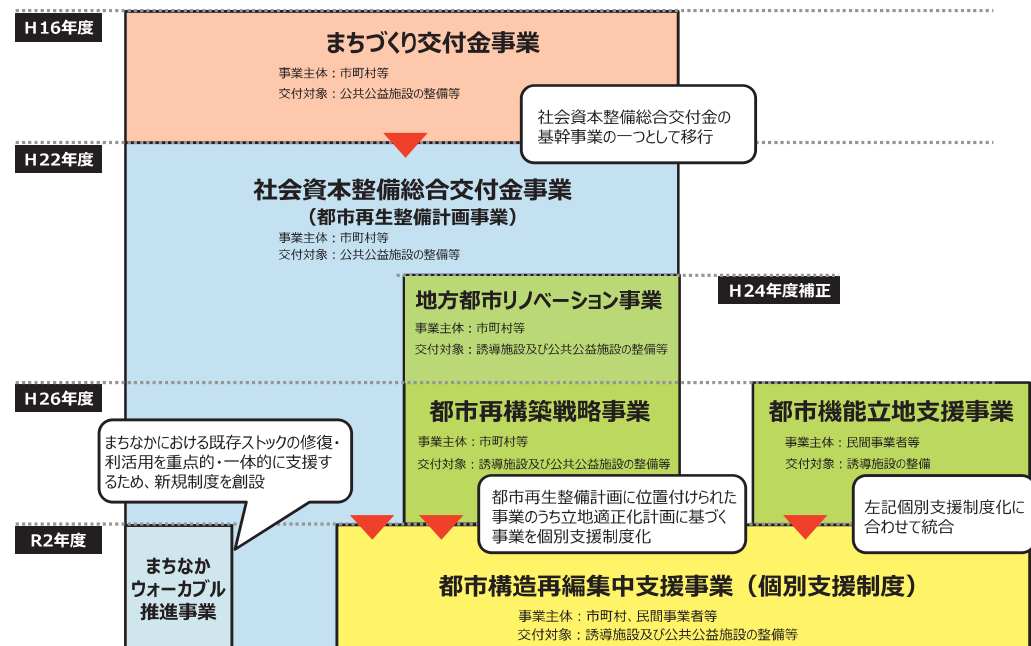 H16年度
まちづくり交付金事業
事業主体：市町村等
交付対象：公共公益施設の整備等
社会資本整備総合交付金の
基幹事業の一つとして移行
H22年度
社会資本整備総合交付金事業
（都市再生整備計画事業）
事業主体：市町村等
交付対象：公共公益施設の整備等
H24年度補正
地方都市リノベーション事業
事業主体：市町村等
交付対象：誘導施設及び公共公益施設の整備等
H26年度
都市再構築戦略事業
事業主体：市町村等
交付対象：誘導施設及び公共公益施設の整備等
都市機能立地支援事業
事業主体：民間事業者等
交付対象：誘導施設の整備
まちなかにおける既存ストックの修復・
利活用を重点的・一体的に支援す
るため、新規制度を創設
都市再生整備計画に位置付けられた
事業のうち立地適正化計画に基づく
事業を個別支援制度化
左記個別支援制度化に
合わせて統合
R2年度
まちなか
ウォーカブル
推進事業
都市構造再編集中支援事業（個別支援制度）
事業主体：市町村、民間事業者等
交付対象：誘導施設及び公共公益施設の整備等